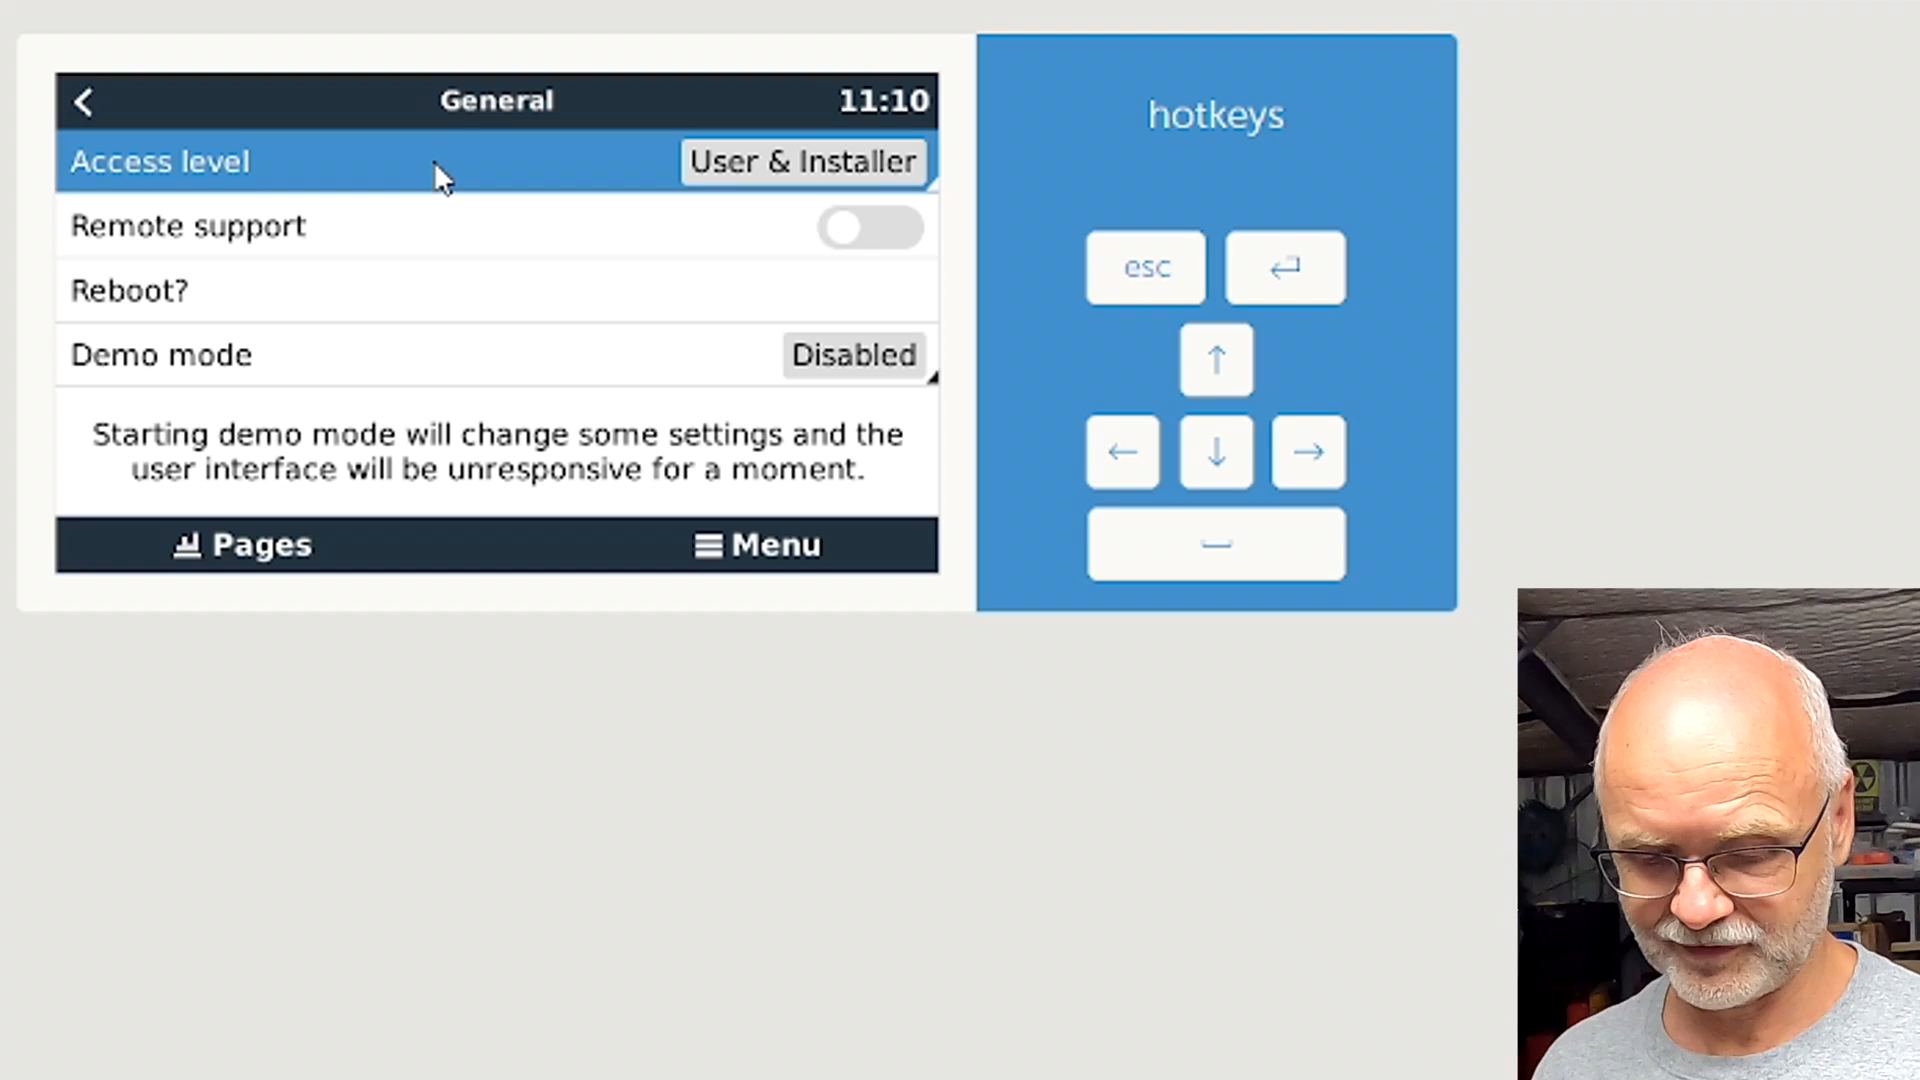 General
11:10
Access level
User & Installer
Remote support
Reboot?
Demo mode
Disabled
Starting demo mode will change some settings and the
user interface will be unresponsive for a moment.
Pages
Menu
hotkeys
esc